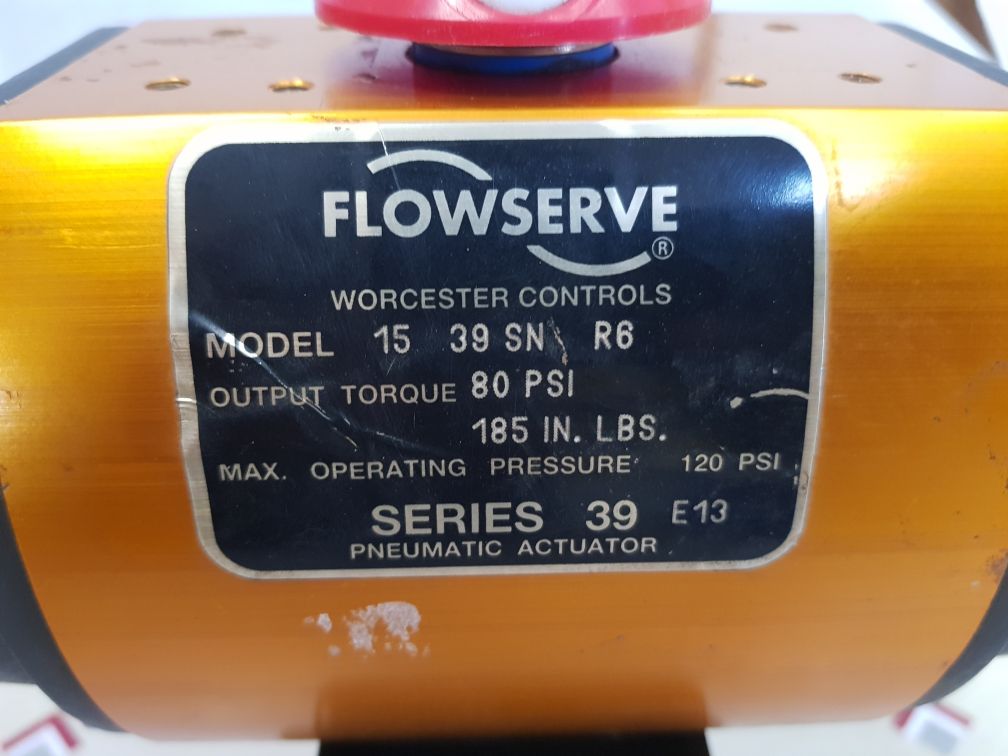 FLOWSERVE®
WORCESTER CONTROLS
MODEL 15 39 SN R6
OUTPUT TORQUE 80 PSI
185 IN. LBS.
MAX. OPERATING PRESSURE 120 PSI
SERIES 39 E13
PNEUMATIC ACTUATOR